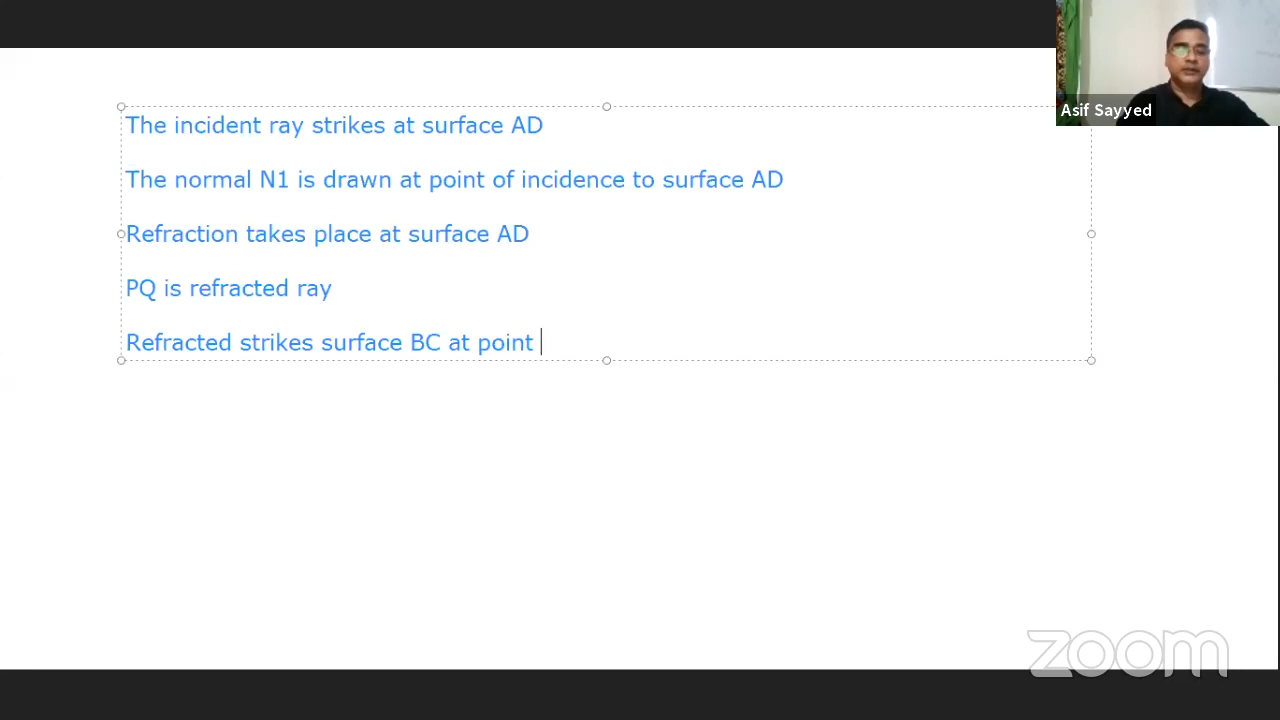 Asif Sayyed
The incident ray strikes at surface AD
The normal N1 is drawn at point of incidence to surface AD
Refraction takes place at surface AD
PQ is refracted ray
Refracted strikes surface BC at point
zoom